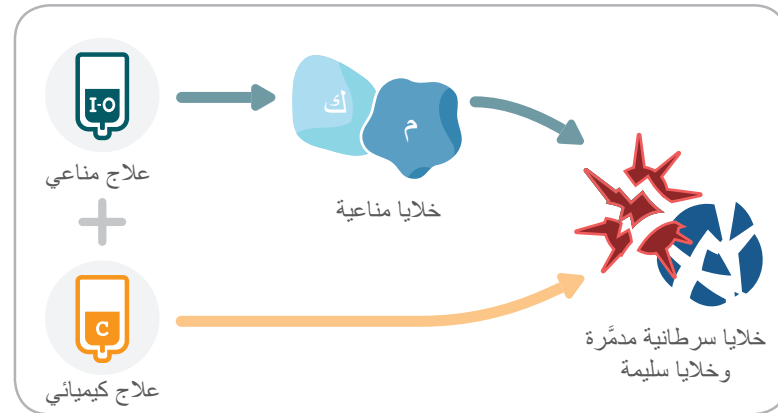 I-O
علاج مناعي
+
C
علاج كيميائي
ك
م
خلايا مناعية
خلايا سرطانية مدمَّرة
وخلايا سليمة